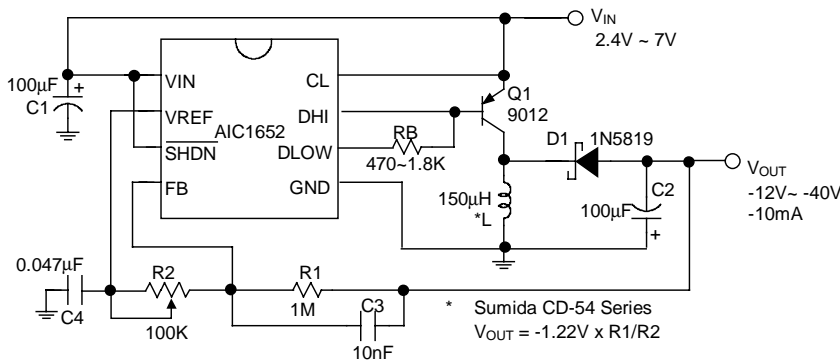 VIN
2.4V ~ 7V
100μF +
C1
VIN
VREF
SHDN
FB
AIC1652
CL
DHI
DLOW
GND
Q1
9012
RB
470~1.8K
D1 1N5819
VOUT
-12V~ -40V
-10mA
150μH
*L
C2
100μF
+
0.047μF
C4
R2
100K
R1
1M
C3
10nF
* Sumida CD-54 Series
VOUT = -1.22V x R1/R2